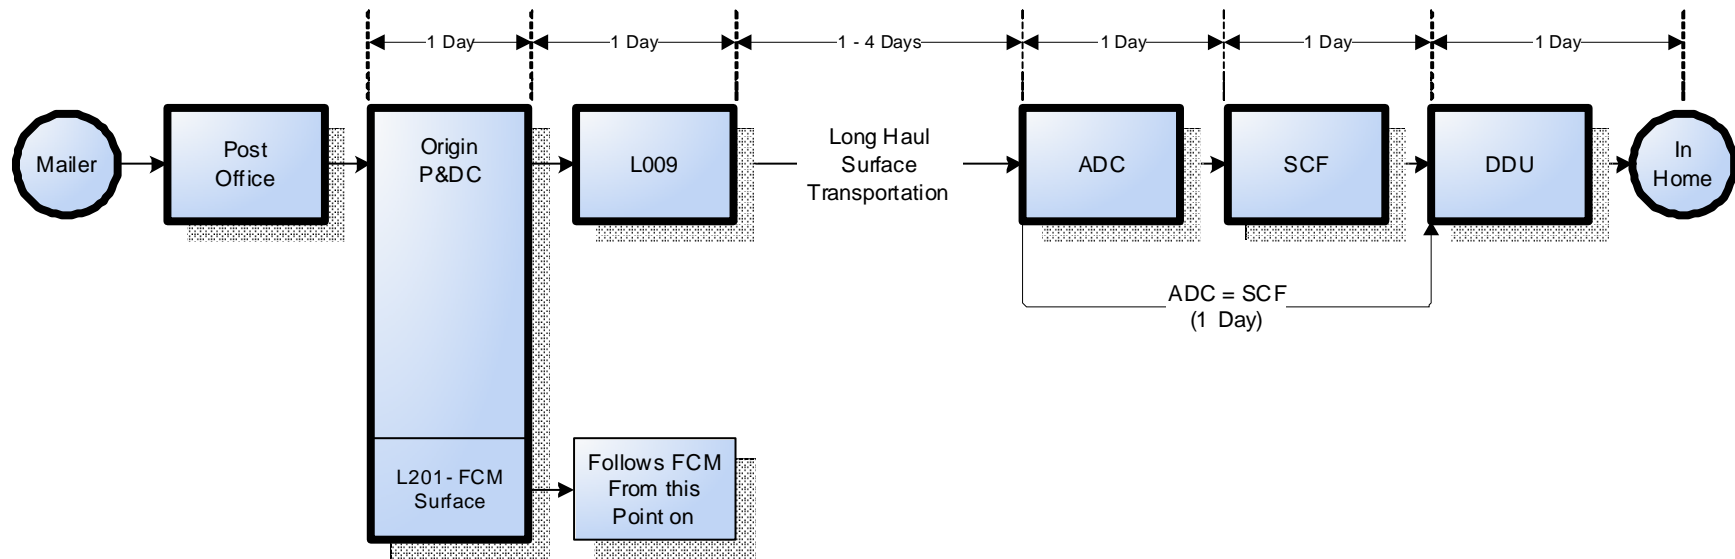 1 Day
1 Day
1 - 4 Days
1 Day
1 Day
1 Day
Mailer
Post
Office
Origin
P&DC
L009
Long Haul
Surface
Transportation
ADC
SCF
DDU
In
Home
ADC = SCF
(1 Day)
L201- FCM
Surface
Follows FCM
From this
Point on